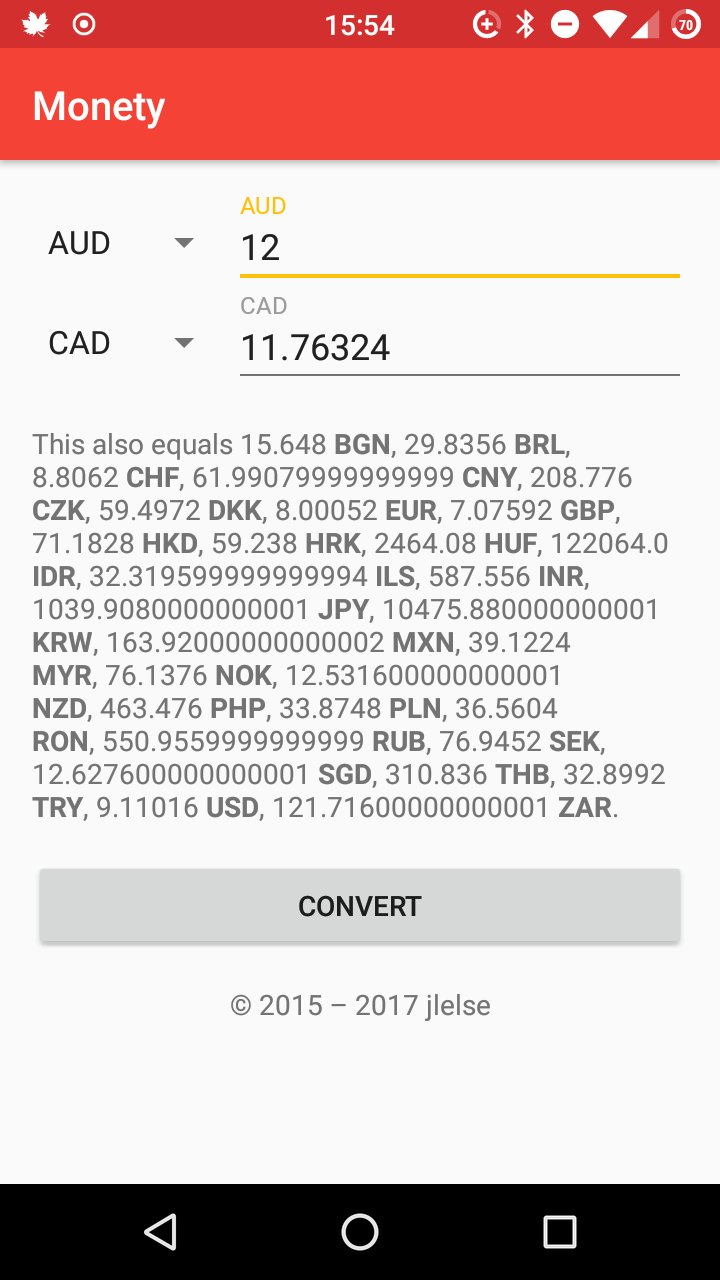 15:54
70
Monety
AUD
AUD
12
CAD
CAD
11.76324
This also equals 15.648 BGN, 29.8356 BRL,
8.8062 CHF, 61.99079999999999 CNY, 208.776
CZK, 59.4972 DKK, 8.00052 EUR, 7.07592 GBP,
71.1828 HKD, 59.238 HRK, 2464.08 HUF, 122064.0
IDR, 32.319599999999994 ILS, 587.556 INR,
1039.9080000000001 JPY, 10475.880000000001
KRW, 163.92000000000002 MXN, 39.1224
MYR, 76.1376 NOK, 12.531600000000001
NZD, 463.476 PHP, 33.8748 PLN, 36.5604
RON, 550.9559999999999 RUB, 76.9452 SEK,
12.627600000000001 SGD, 310.836 THB, 32.8992
TRY, 9.11016 USD, 121.71600000000001 ZAR.
CONVERT
© 2015 – 2017 jlelse